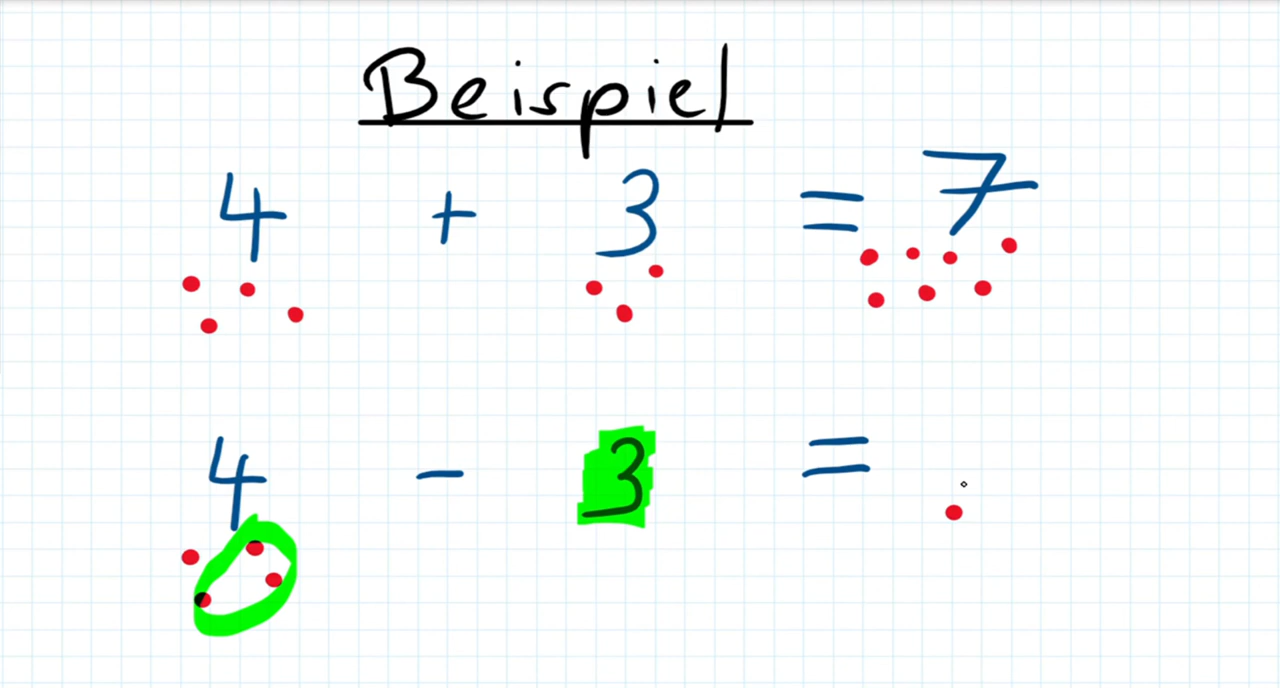 Beispiel
4 + 3 = 7
4 - 3 =